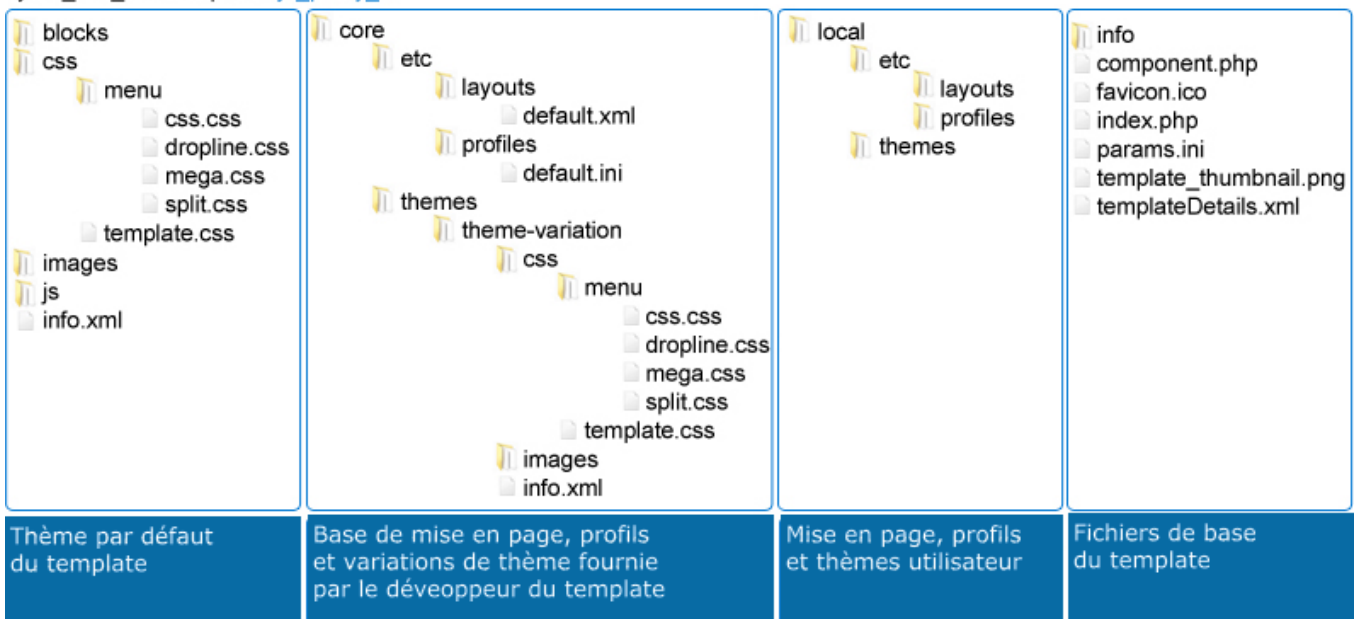 blocks
css
menu
css.css
dropline.css
mega.css
split.css
template.css
images
js
info.xml
Thème par défaut
du template
core
etc
layouts
default.xml
profiles
default.ini
themes
theme-variation
css
menu
css.css
dropline.css
mega.css
split.css
template.css
images
info.xml
Base de mise en page, profils
et variations de thème fournie
par le déveoppeur du template
local
etc
layouts
profiles
themes
Mise en page, profils
et thèmes utilisateur
info
component.php
favicon.ico
index.php
params.ini
template_thumbnail.png
templateDetails.xml
Fichiers de base
du template